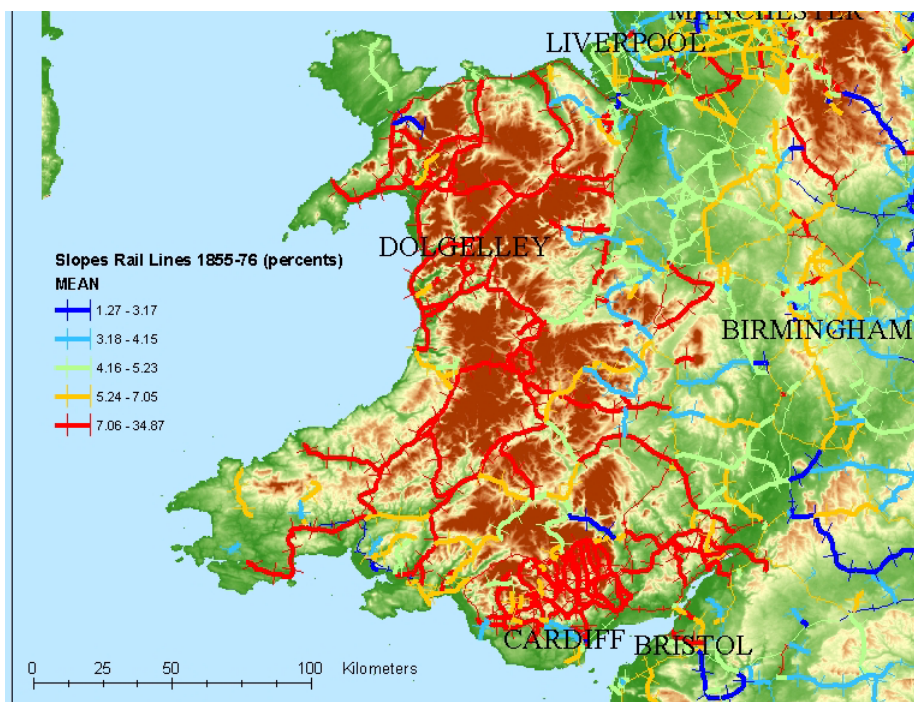 MANCHESTER
LIVERPOOL
DOLGELLEY
Slopes Rail Lines 1855-76 (percents)
MEAN
1.27 - 3.17
3.18 - 4.15
4.16 - 5.23
5.24 - 7.05
7.06 - 34.87
BIRMINGHAM
CARDIFF BRISTOL
0 25 50 100 Kilometers